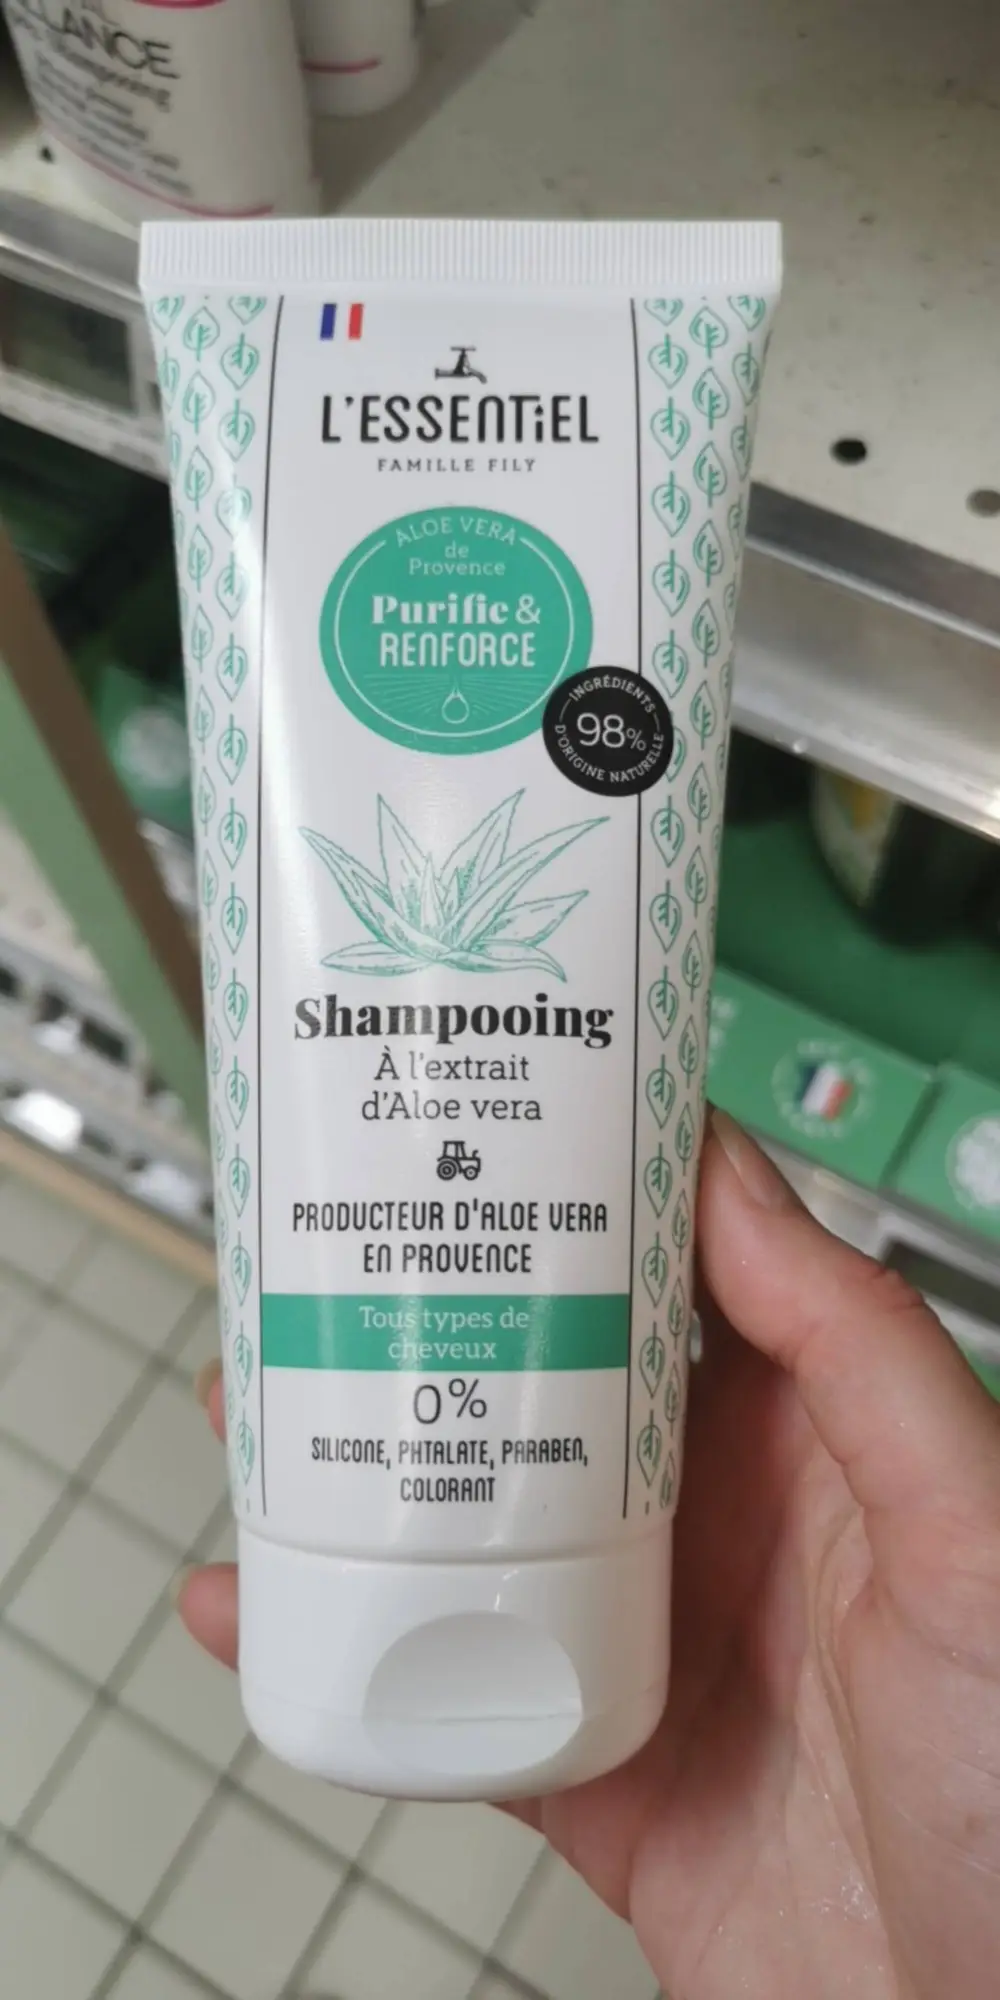 LLANCE
L'ESSENTiEL
FAMILLE FILY
ALOE VERA
de
Provence
Purifie &
RENFORCE
INGRÉDIENTS
98%
D'ORIGINE NATURELLE
Shampooing
À l'extrait
d'Aloe vera
PRODUCTEUR D'ALOE VERA
EN PROVENCE
Tous types de
cheveux
0%
SILICONE, PHTALATE, PARABEN,
COLORANT